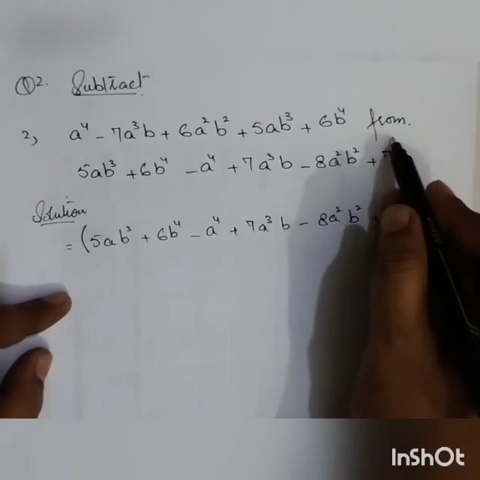 Q2. Subtract
2, a⁴ - 7a³b + 6a²b² + 5ab³ + 6b⁴ from.
5ab³ + 6b⁴ - a⁴ + 7a³b - 8a²b² + 7
Solution
= (5ab³ + 6b⁴ - a⁴ + 7a³b - 8a²b²
InShOt